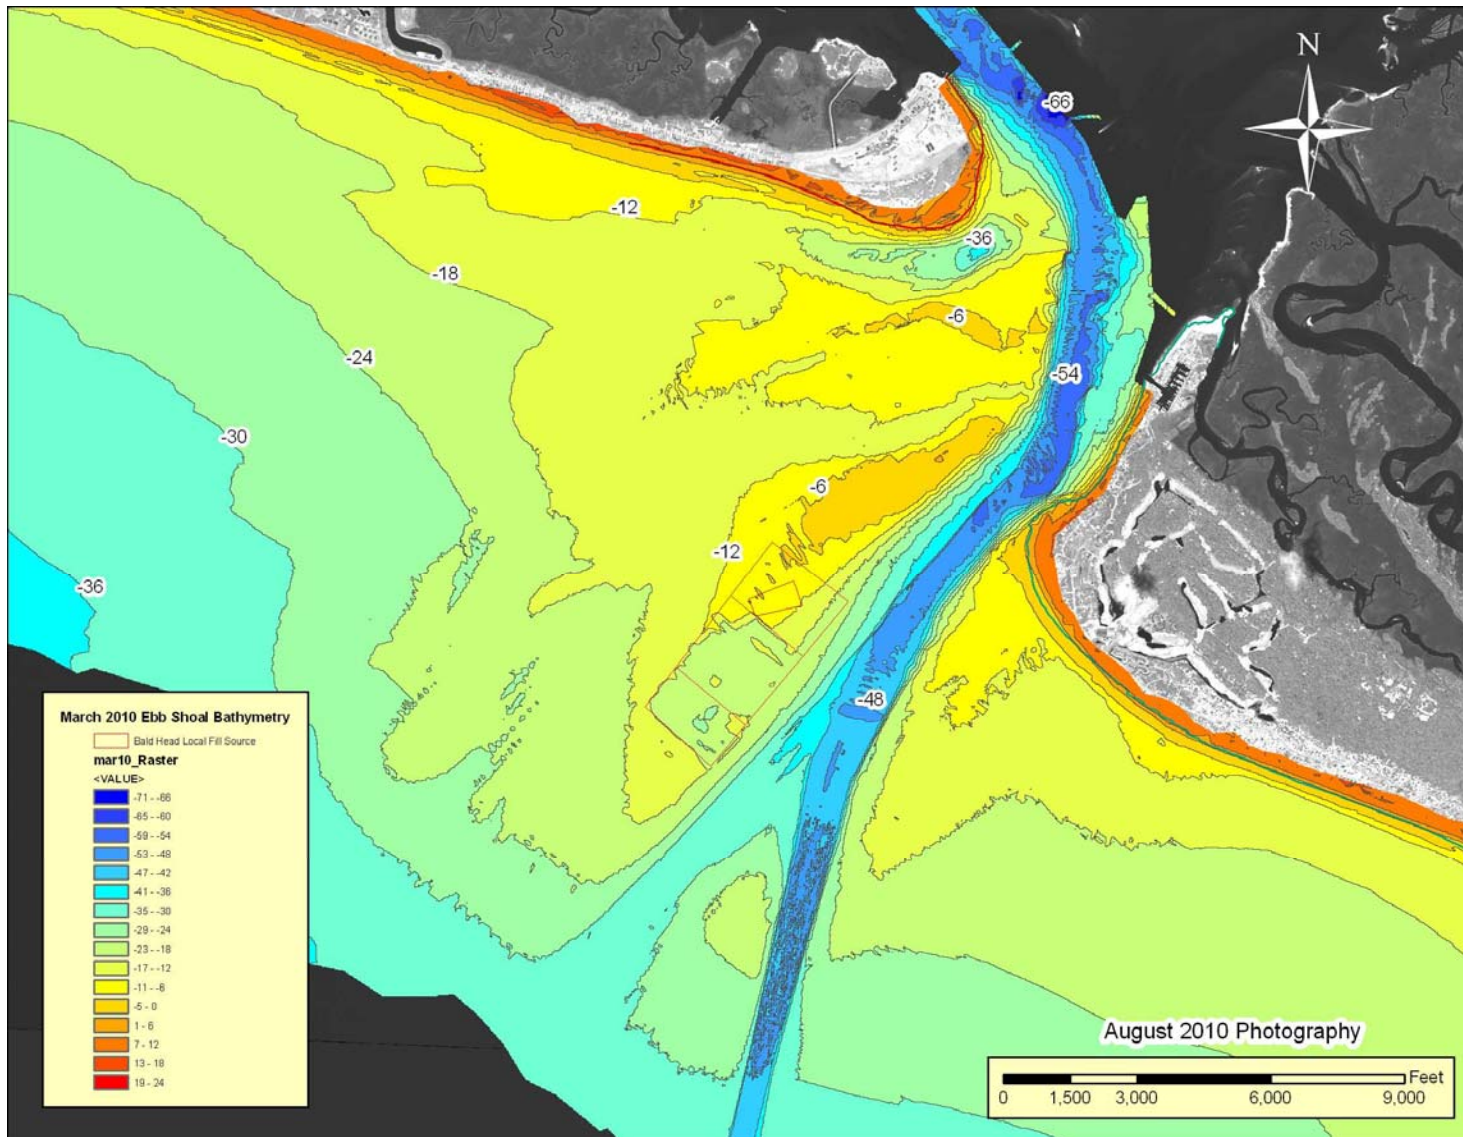 N
-66
-12
-36
-18
-6
-24
-54
-30
-6
-12
-36
-48
March 2010 Ebb Shoal Bathymetry
Bald Head Local Fill Source
mar10_Raster
<VALUE>
-71 - -66
-65 - -60
-59 - -54
-53 - -48
-47 - -42
-41 - -36
-35 - -30
-29 - -24
-23 - -18
-17 - -12
-11 - -6
-5 - 0
1 - 6
7 - 12
13 - 18
19 - 24
August 2010 Photography
Feet
0 1,500 3,000 6,000 9,000